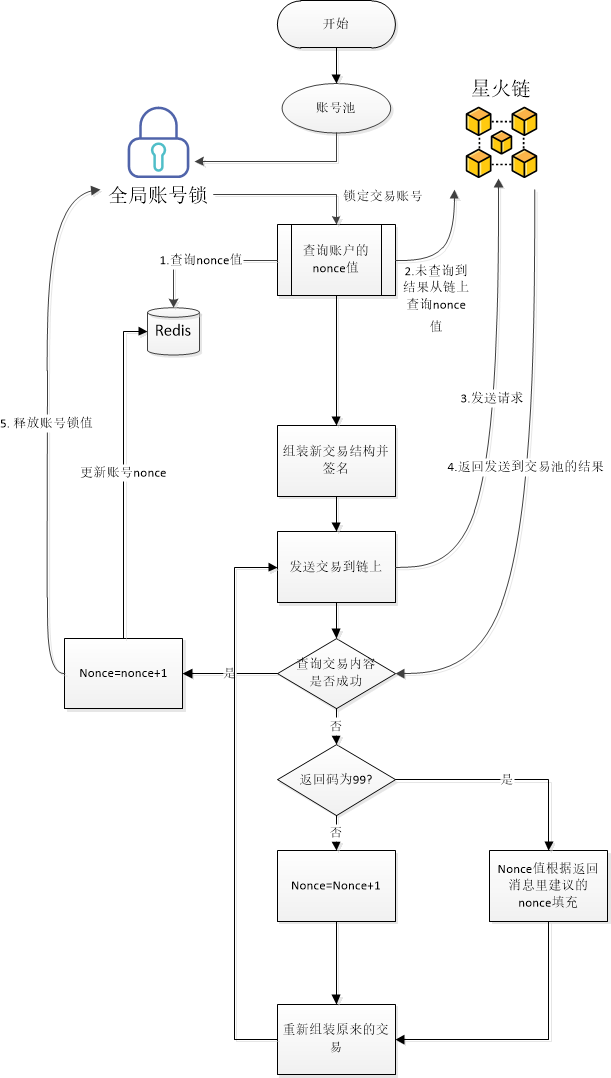 开始
账号池
星火链
全局账号锁
锁定交易账号
查询账户的
nonce值
1.查询nonce值
2.未查询到
结果从链上
查询nonce
值
Redis
3.发送请求
5. 释放账号锁值
组装新交易结构并
签名
4.返回发送到交易池的结果
更新账号nonce
发送交易到链上
查询交易内容
是否成功
是
Nonce=nonce+1
否
返回码为99?
是
否
Nonce=Nonce+1
Nonce值根据返回
消息里建议的
nonce填充
重新组装原来的交
易